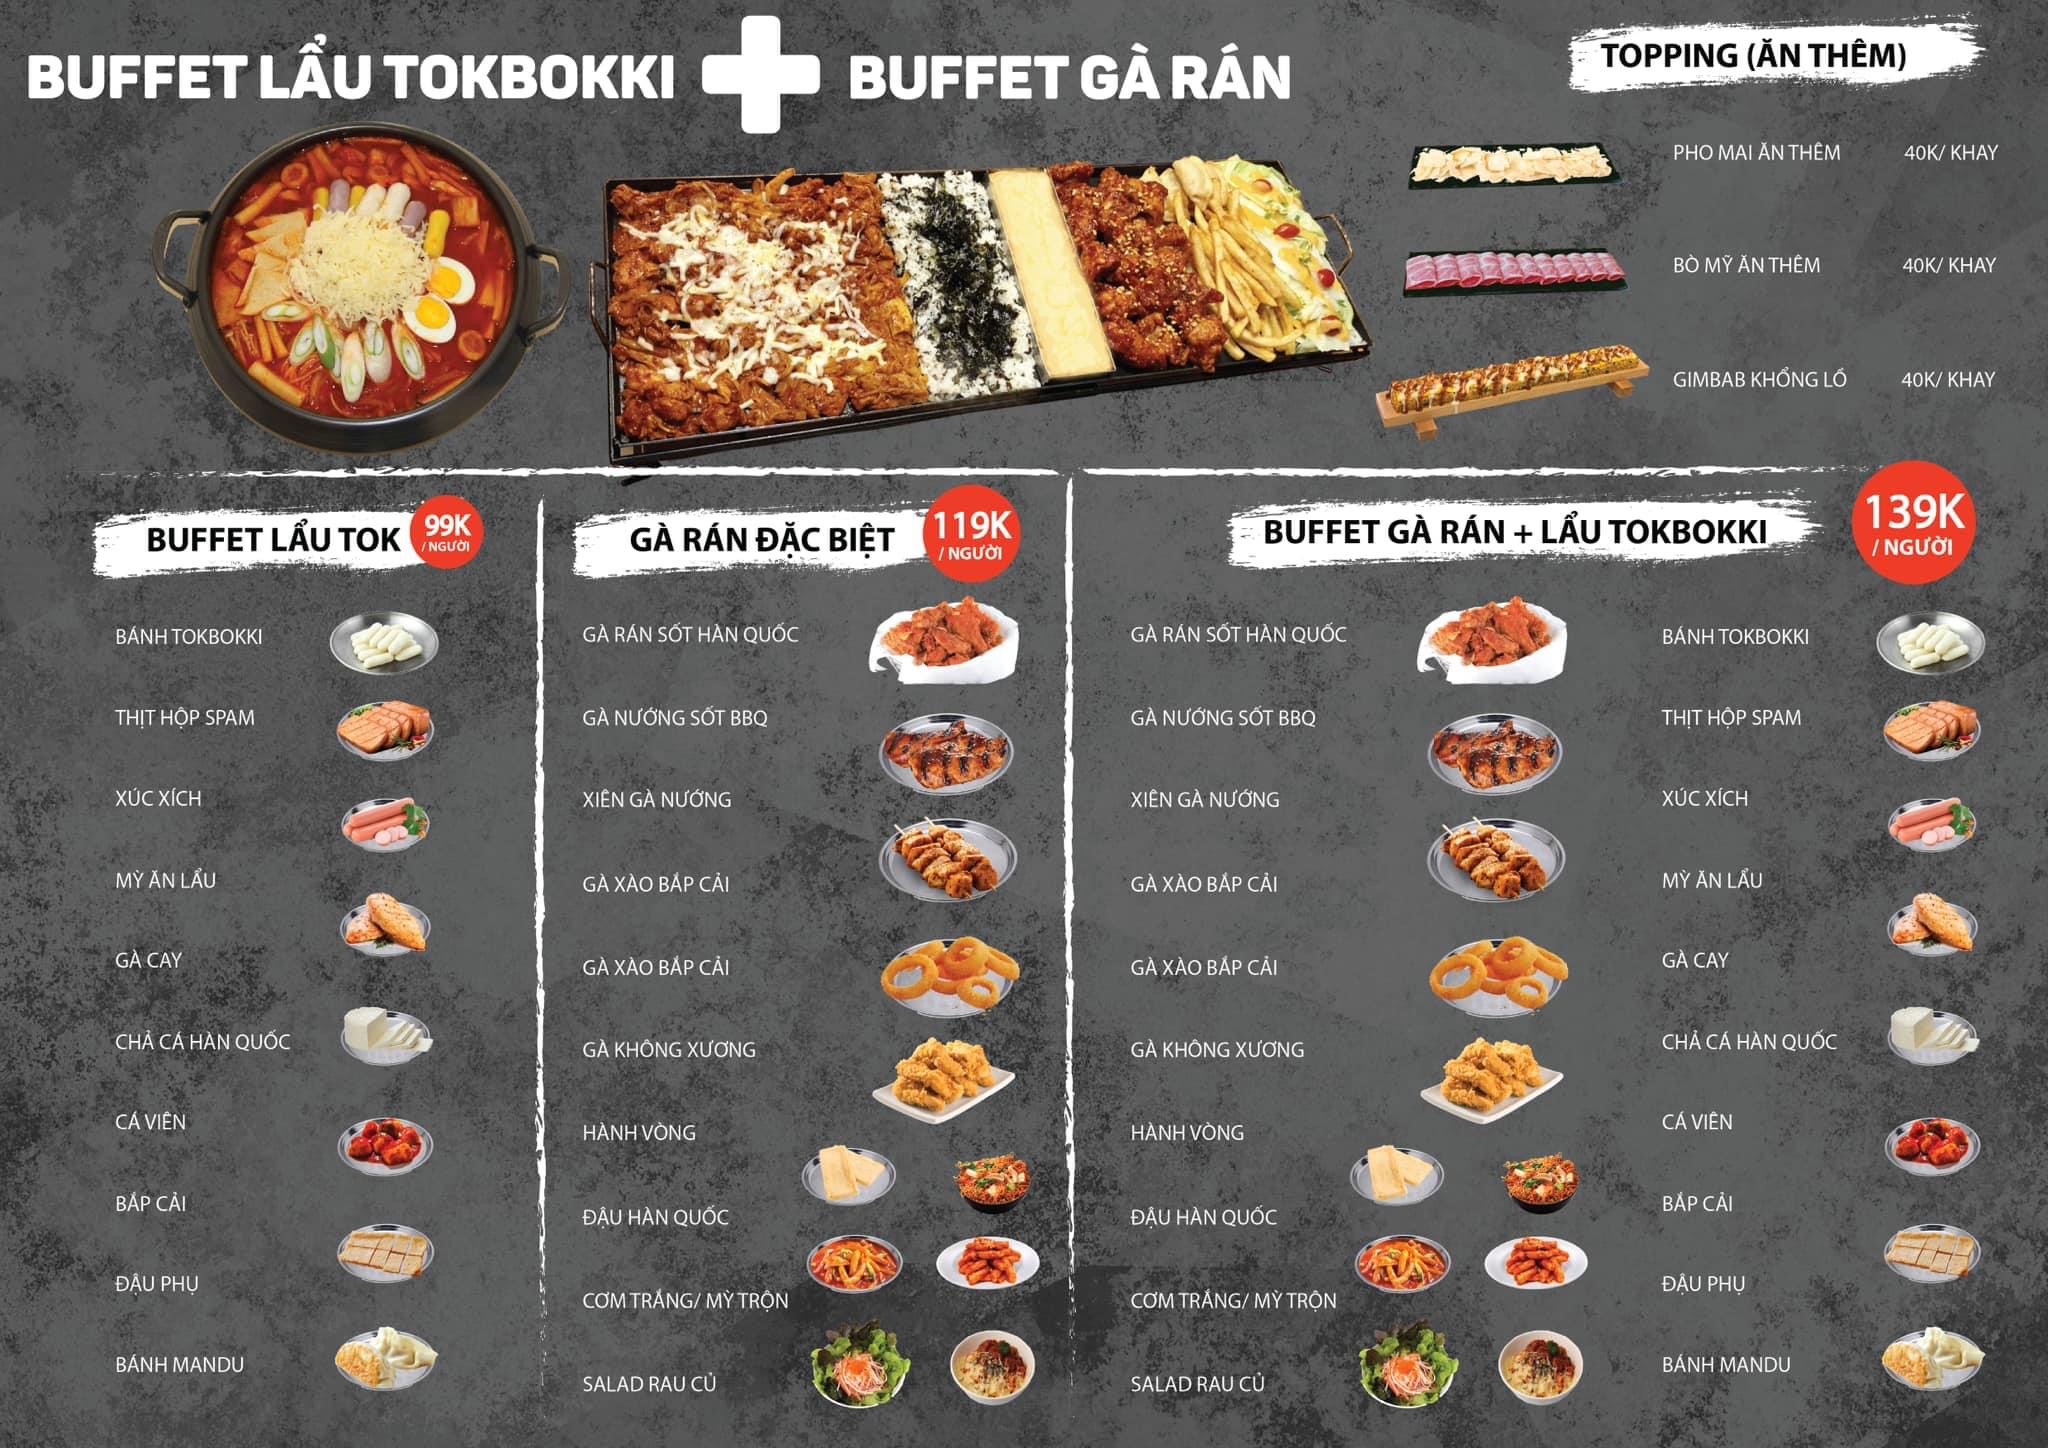 BUFFET LẨU TOKBOKKI + BUFFET GÀ RÁN
TOPPING (ĂN THÊM)
PHO MAI ĂN THÊM 40K/ KHAY
BÒ MỸ ĂN THÊM 40K/ KHAY
GIMBAB KHỔNG LỒ 40K/ KHAY
BUFFET LẨU TOK
99K
/ NGƯỜI
BÁNH TOKBOKKI
THỊT HỘP SPAM
XÚC XÍCH
MỲ ĂN LẨU
GÀ CAY
CHẢ CÁ HÀN QUỐC
CÁ VIÊN
BẮP CẢI
ĐẬU PHỤ
BÁNH MANDU
GÀ RÁN ĐẶC BIỆT
119K
/ NGƯỜI
GÀ RÁN SỐT HÀN QUỐC
GÀ NƯỚNG SỐT BBQ
XIÊN GÀ NƯỚNG
GÀ XÀO BẮP CẢI
GÀ XÀO BẮP CẢI
GÀ KHÔNG XƯƠNG
HÀNH VÒNG
ĐẬU HÀN QUỐC
CƠM TRẮNG/ MỲ TRỘN
SALAD RAU CỦ
BUFFET GÀ RÁN + LẨU TOKBOKKI
139K
/ NGƯỜI
GÀ RÁN SỐT HÀN QUỐC
GÀ NƯỚNG SỐT BBQ
XIÊN GÀ NƯỚNG
GÀ XÀO BẮP CẢI
GÀ XÀO BẮP CẢI
GÀ KHÔNG XƯƠNG
HÀNH VÒNG
ĐẬU HÀN QUỐC
CƠM TRẮNG/ MỲ TRỘN
SALAD RAU CỦ
BÁNH TOKBOKKI
THỊT HỘP SPAM
XÚC XÍCH
MỲ ĂN LẨU
GÀ CAY
CHẢ CÁ HÀN QUỐC
CÁ VIÊN
BẮP CẢI
ĐẬU PHỤ
BÁNH MANDU